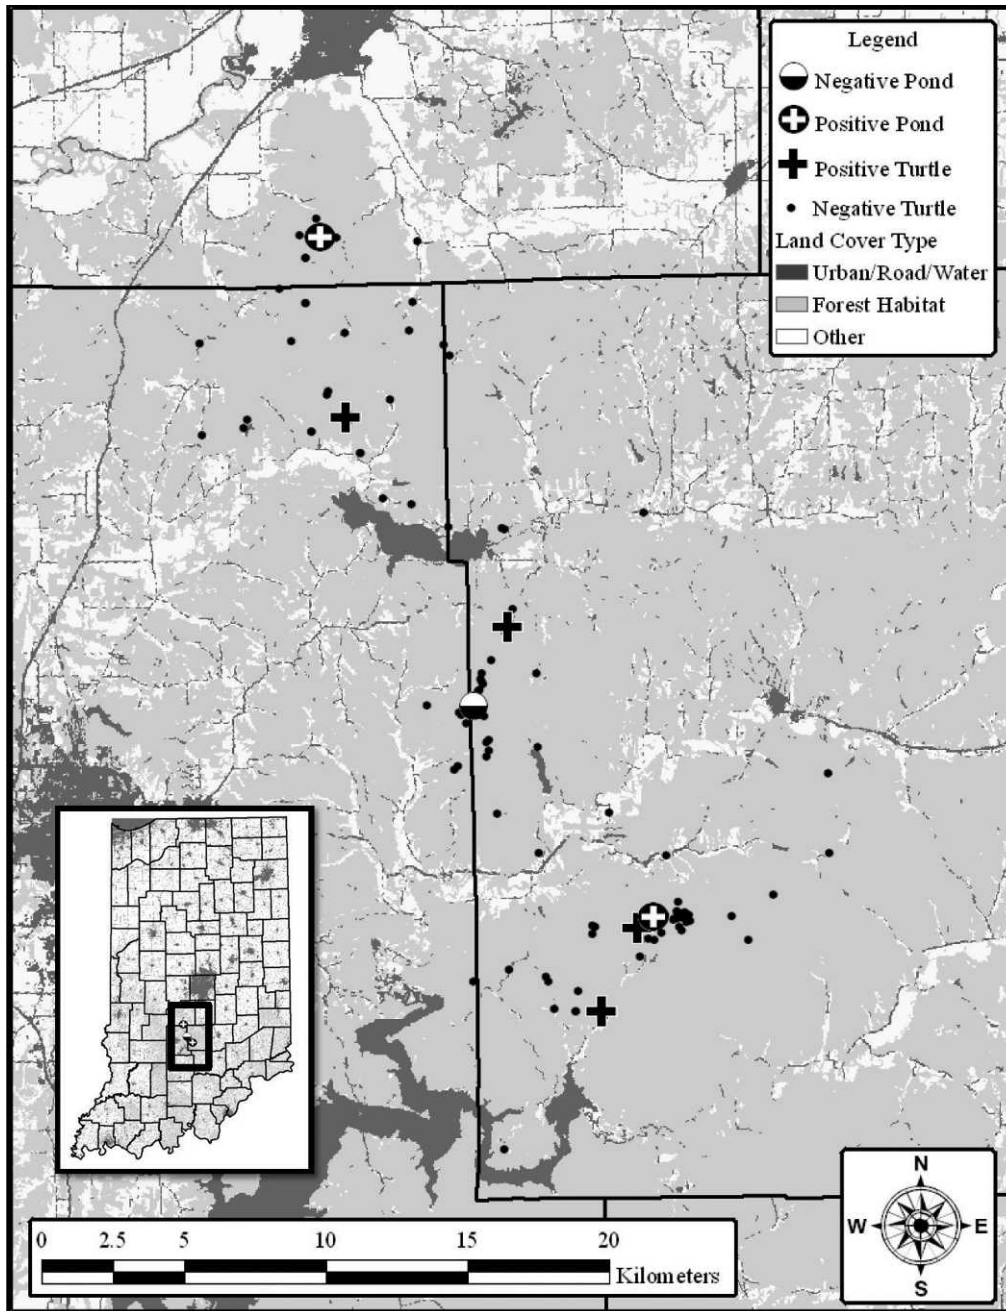 Legend
Negative Pond
Positive Pond
Positive Turtle
Negative Turtle
Land Cover Type
Urban/Road/Water
Forest Habitat
Other
N
W E
S
0 2.5 5 10 15 20
Kilometers